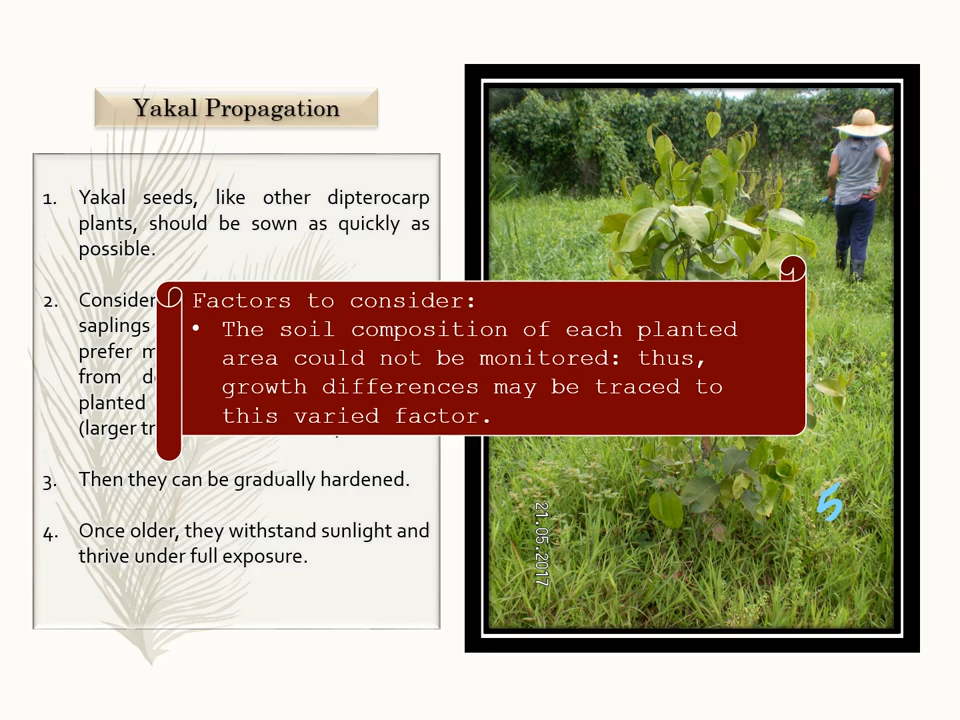 Yakal Propagation
1. Yakal seeds, like other dipterocarp
plants, should be sown as quickly as
possible.
2. Consider
saplings
prefer
from
planted
(larger
3. Then they can be gradually hardened.
4. Once older, they withstand sunlight and
thrive under full exposure.
Factors to consider:
• The soil composition of each planted
area could not be monitored: thus,
growth differences may be traced to
this varied factor.
5
21.05.2017